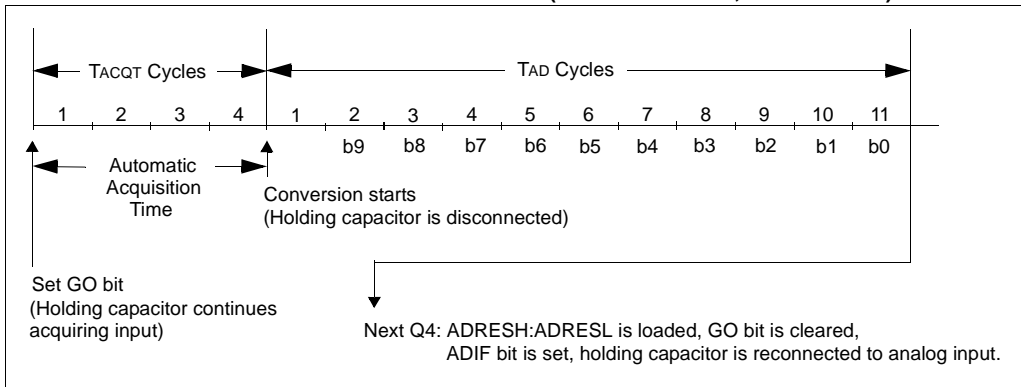 TACQT Cycles
TAD Cycles
1 2 3 4 1 2 3 4 5 6 7 8 9 10 11
b9 b8 b7 b6 b5 b4 b3 b2 b1 b0
Automatic
Acquisition
Time
Conversion starts
(Holding capacitor is disconnected)
Set GO bit
(Holding capacitor continues
acquiring input)
Next Q4: ADRESH:ADRESL is loaded, GO bit is cleared,
ADIF bit is set, holding capacitor is reconnected to analog input.